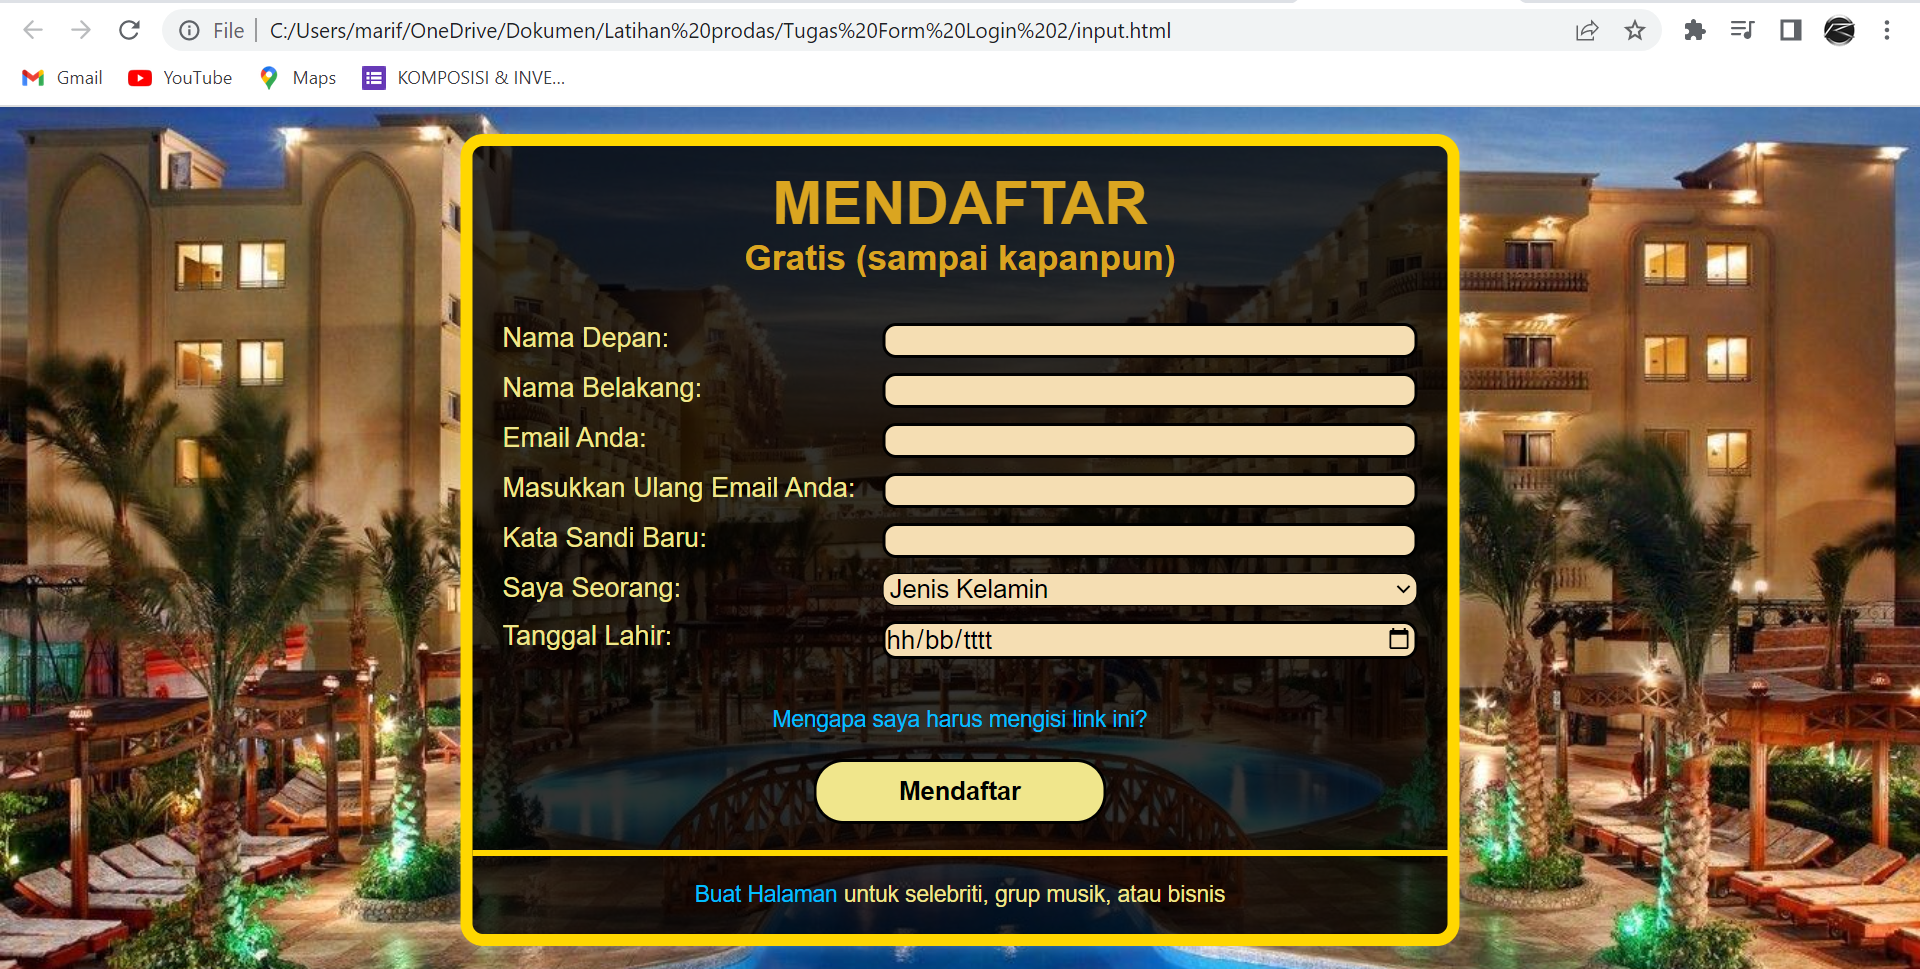 File
C:/Users/marif/OneDrive/Dokumen/Latihan%20prodas/Tugas%20Form%20Login%202/input.html
Gmail
YouTube
Maps
KOMPOSISI & INVE...
MENDAFTAR
Gratis (sampai kapanpun)
Nama Depan:
Nama Belakang:
Email Anda:
Masukkan Ulang Email Anda:
Kata Sandi Baru:
Saya Seorang: Jenis Kelamin
Tanggal Lahir: hh/bb/tttt
Mengapa saya harus mengisi link ini?
Mendaftar
Buat Halaman untuk selebriti, grup musik, atau bisnis